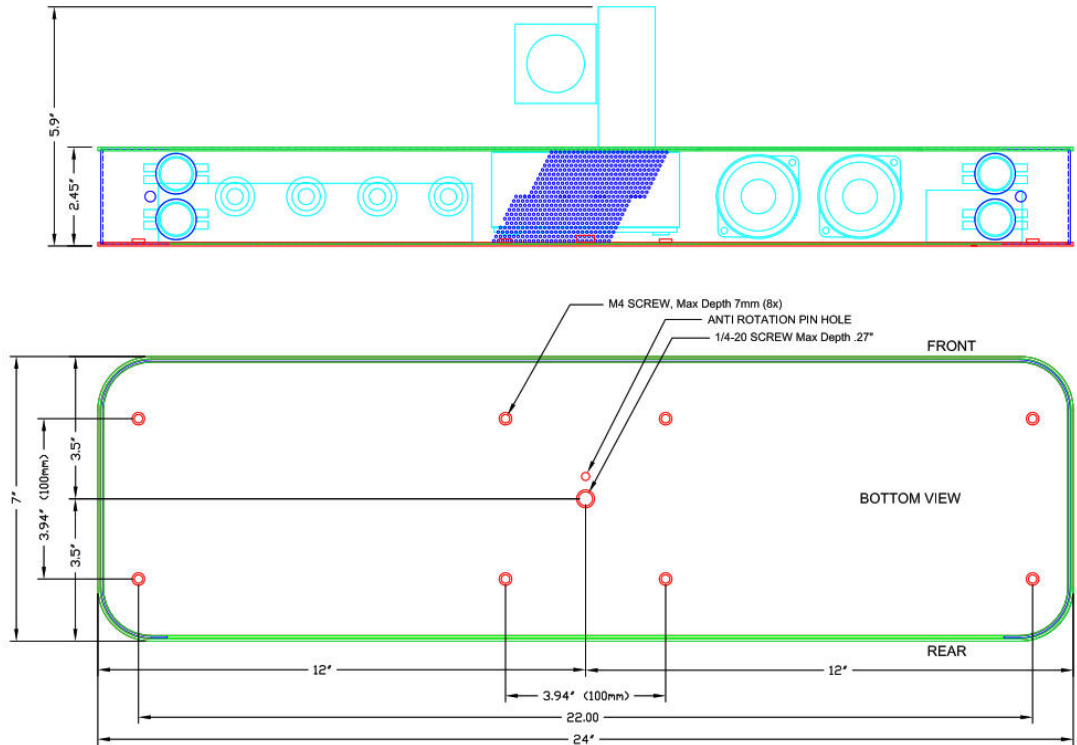 5.9"
2.45"
M4 SCREW, Max Depth 7mm (8x)
ANTI ROTATION PIN HOLE
1/4-20 SCREW Max Depth .27"
FRONT
7"
3.94" (100mm)
3.5"
3.5"
BOTTOM VIEW
REAR
12"
12"
3.94" (100mm)
22.00
24"